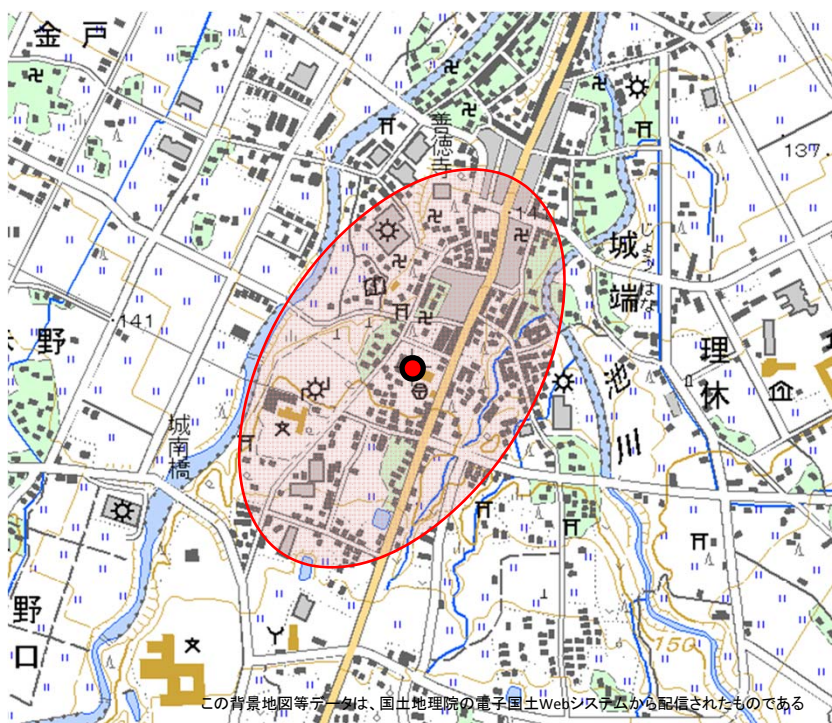 金戸
善徳寺
137.
14
城端
じょうはな
141
野
理休
池川
城南橋
野口
150
この背景地図等データは、国土地理院の電子国土Webシステムから配信されたものである